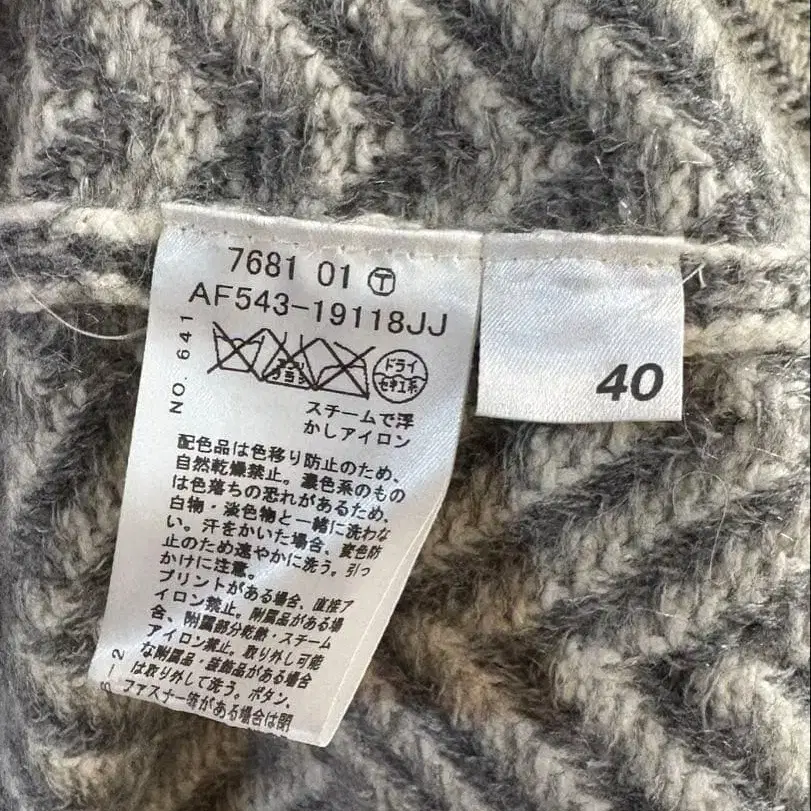 7681 01 Ⓣ
AF543-19118JJ
NO. 641
エンソ
サラシ
ドライ
セキユ系
スチームで浮
かしアイロン
配色品は色移り防止のため、
自然乾燥禁止。濃色系のもの
は色落ちの恐れがあるため、
白物・淡色物と一緒に洗わな
い。汗をかいた場合、変色防
止のため速やかに洗う。引っ
かけに注意。
プリントがある場合、直接ア
イロン禁止。附属品がある場
合、附属部分乾燥・スチーム
アイロン禁止。取り外し可能
な附属品・装飾品がある場合
は取り外して洗う。ボタン、
ファスナー等がある場合は閉
6-2
40